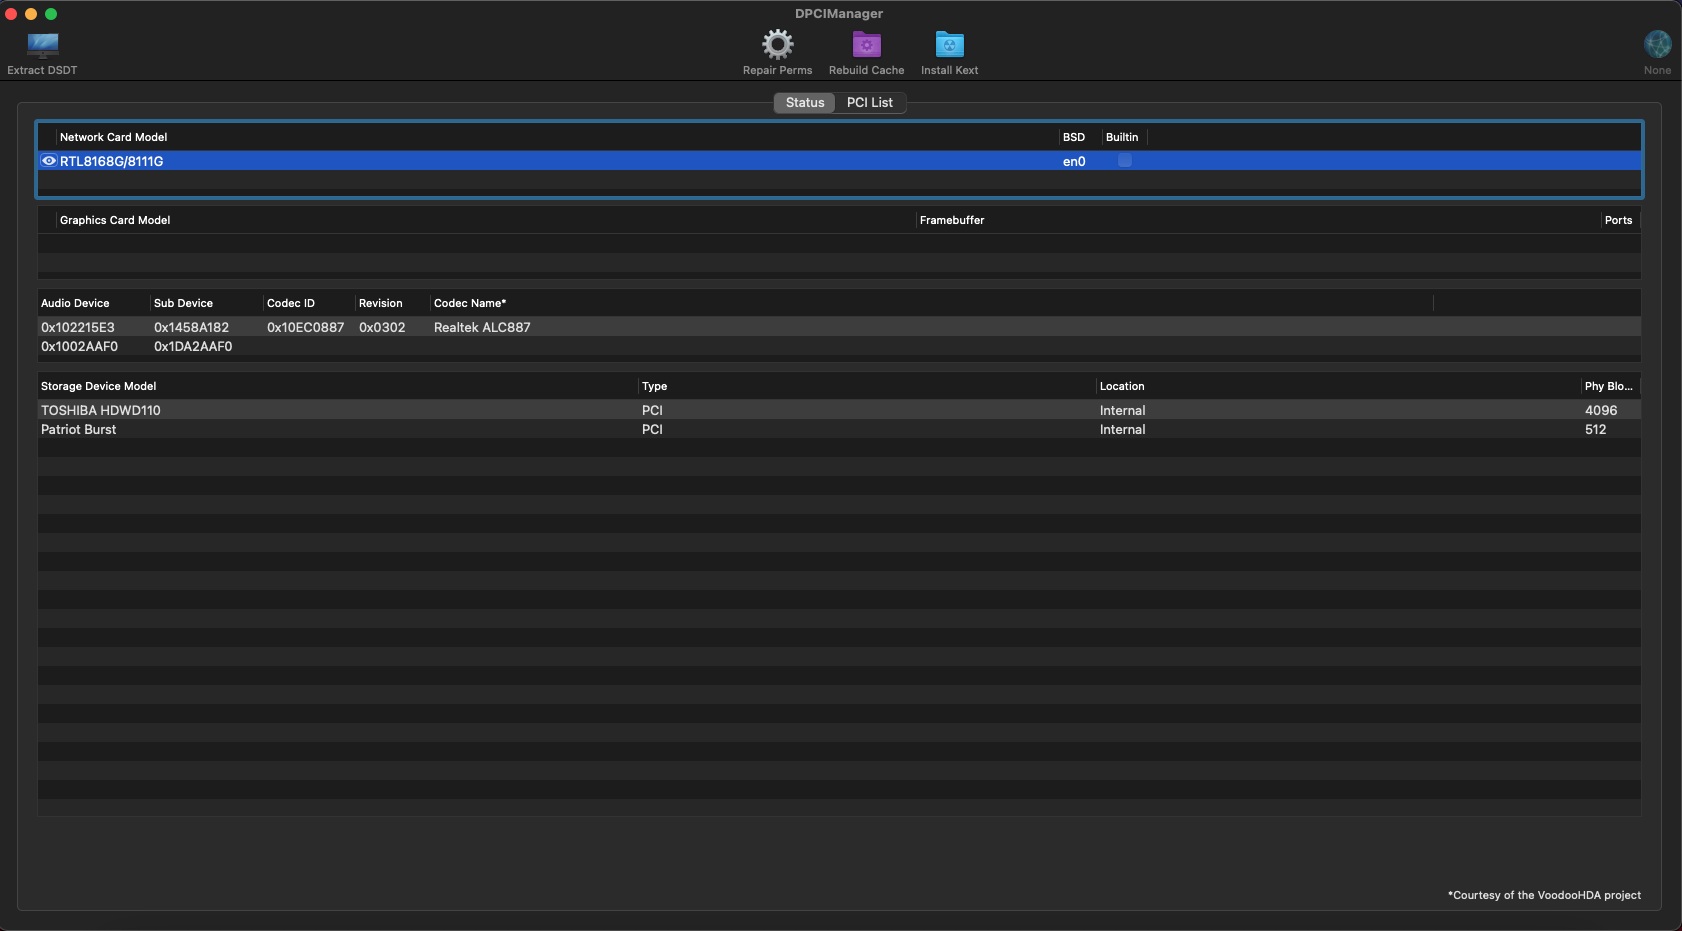 DPCIManager
Extract DSDT
Repair Perms
Rebuild Cache
Install Kext
None
Status PCI List
Network Card Model BSD Builtin
RTL8168G/8111G en0
Graphics Card Model Framebuffer Ports
Audio Device Sub Device Codec ID Revision Codec Name*
0x102215E3 0x1458A182 0x10EC0887 0x0302 Realtek ALC887
0x1002AAF0 0x1DA2AAF0
Storage Device Model Type Location Phy Blo...
TOSHIBA HDWD110 PCI Internal 4096
Patriot Burst PCI Internal 512
*Courtesy of the VoodooHDA project